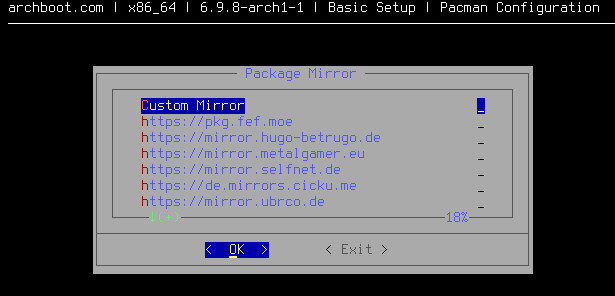 archboot.com | x86_64 | 6.9.8-arch1-1 | Basic Setup | Pacman Configuration
Package Mirror
Custom Mirror _
https://pkg.fef.moe _
https://mirror.hugo-betrugo.de _
https://mirror.metalgamer.eu _
https://mirror.selfnet.de _
https://de.mirrors.cicku.me _
https://mirror.ubrco.de _
↓(+) 18%
< OK > < Exit >